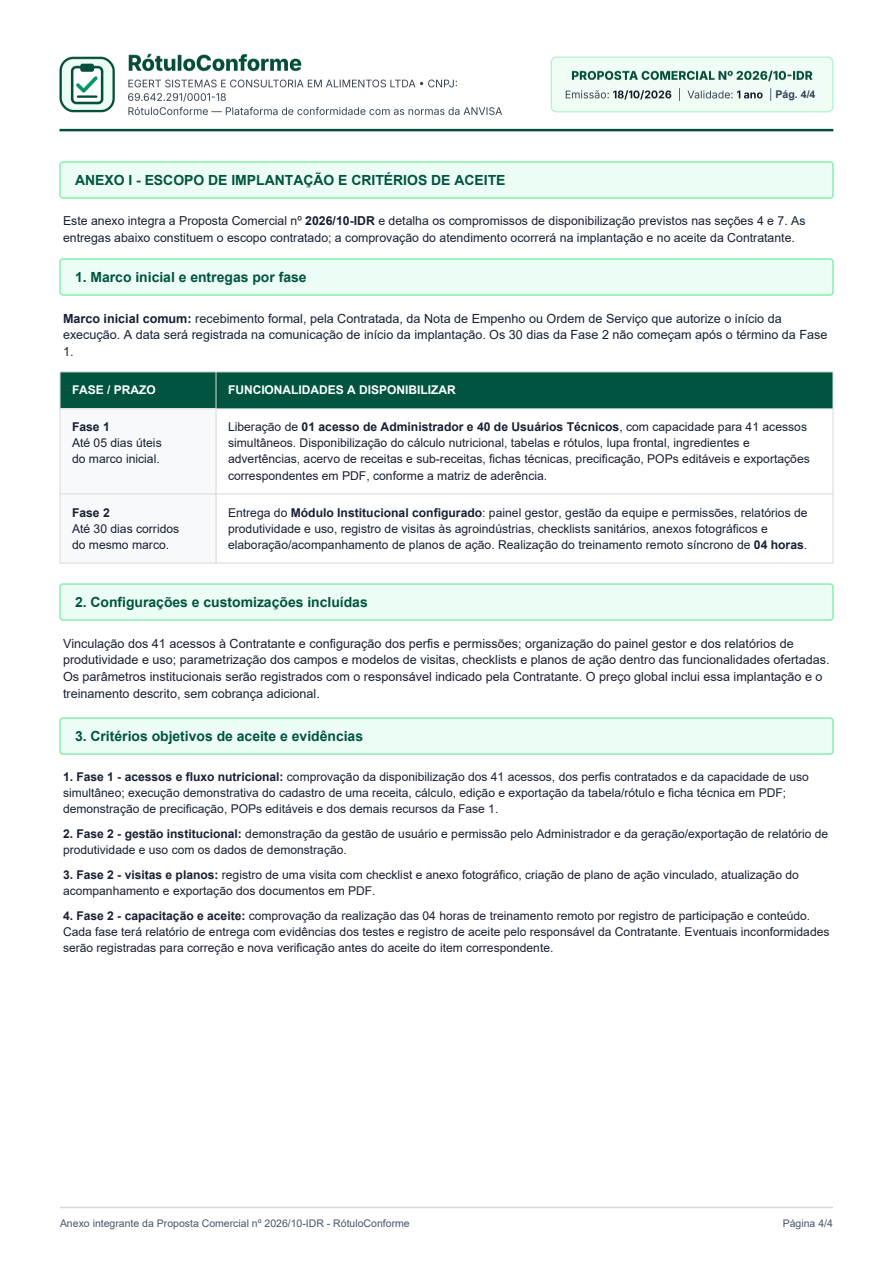 RótuloConforme
EGERT SISTEMAS E CONSULTORIA EM ALIMENTOS LTDA • CNPJ:
69.642.291/0001-18
RótuloConforme — Plataforma de conformidade com as normas da ANVISA
PROPOSTA COMERCIAL Nº 2026/10-IDR
Emissão: 18/10/2026 | Validade: 1 ano | Pág. 4/4
ANEXO I - ESCOPO DE IMPLANTAÇÃO E CRITÉRIOS DE ACEITE
Este anexo integra a Proposta Comercial nº 2026/10-IDR e detalha os compromissos de disponibilização previstos nas seções 4 e 7. As
entregas abaixo constituem o escopo contratado; a comprovação do atendimento ocorrerá na implantação e no aceite da Contratante.
1. Marco inicial e entregas por fase
Marco inicial comum: recebimento formal, pela Contratada, da Nota de Empenho ou Ordem de Serviço que autorize o início da
execução. A data será registrada na comunicação de início da implantação. Os 30 dias da Fase 2 não começam após o término da Fase
1.
FASE / PRAZO
FUNCIONALIDADES A DISPONIBILIZAR
Fase 1
Até 05 dias úteis
do marco inicial.
Liberação de 01 acesso de Administrador e 40 de Usuários Técnicos, com capacidade para 41 acessos
simultâneos. Disponibilização do cálculo nutricional, tabelas e rótulos, lupa frontal, ingredientes e
advertências, acervo de receitas e sub-receitas, fichas técnicas, precificação, POPs editáveis e exportações
correspondentes em PDF, conforme a matriz de aderência.
Fase 2
Até 30 dias corridos
do mesmo marco.
Entrega do Módulo Institucional configurado: painel gestor, gestão da equipe e permissões, relatórios de
produtividade e uso, registro de visitas às agroindústrias, checklists sanitários, anexos fotográficos e
elaboração/acompanhamento de planos de ação. Realização do treinamento remoto síncrono de 04 horas.
2. Configurações e customizações incluídas
Vinculação dos 41 acessos à Contratante e configuração dos perfis e permissões; organização do painel gestor e dos relatórios de
produtividade e uso; parametrização dos campos e modelos de visitas, checklists e planos de ação dentro das funcionalidades ofertadas.
Os parâmetros institucionais serão registrados com o responsável indicado pela Contratante. O preço global inclui essa implantação e o
treinamento descrito, sem cobrança adicional.
3. Critérios objetivos de aceite e evidências
1. Fase 1 - acessos e fluxo nutricional: comprovação da disponibilização dos 41 acessos, dos perfis contratados e da capacidade de uso
simultâneo; execução demonstrativa do cadastro de uma receita, cálculo, edição e exportação da tabela/rótulo e ficha técnica em PDF;
demonstração de precificação, POPs editáveis e dos demais recursos da Fase 1.
2. Fase 2 - gestão institucional: demonstração da gestão de usuário e permissão pelo Administrador e da geração/exportação de relatório de
produtividade e uso com os dados de demonstração.
3. Fase 2 - visitas e planos: registro de uma visita com checklist e anexo fotográfico, criação de plano de ação vinculado, atualização do
acompanhamento e exportação dos documentos em PDF.
4. Fase 2 - capacitação e aceite: comprovação da realização das 04 horas de treinamento remoto por registro de participação e conteúdo.
Cada fase terá relatório de entrega com evidências dos testes e registro de aceite pelo responsável da Contratante. Eventuais inconformidades
serão registradas para correção e nova verificação antes do aceite do item correspondente.
Anexo integrante da Proposta Comercial nº 2026/10-IDR - RótuloConforme
Página 4/4